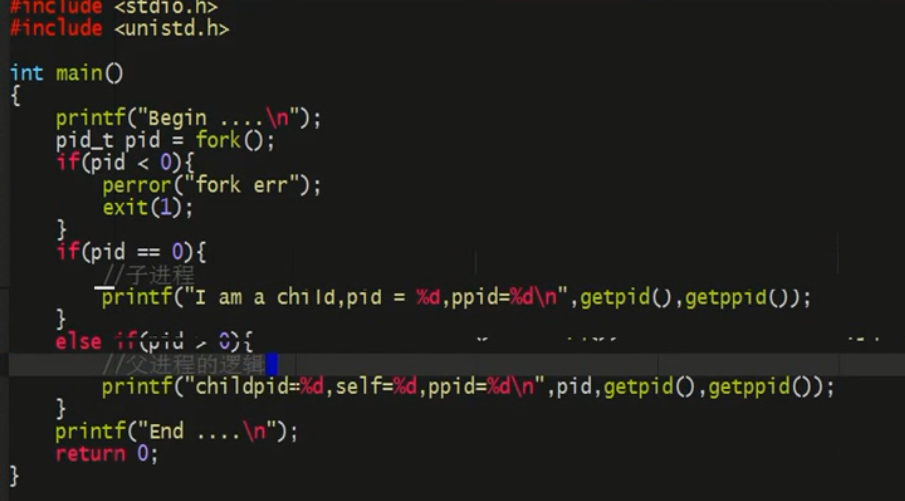 #include <stdio.h>
#include <unistd.h>
int main()
{
    printf("Begin ....\n");
    pid_t pid = fork();
    if(pid < 0){
        perror("fork err");
        exit(1);
    }
    if(pid == 0){
        //子进程
        printf("I am a child,pid = %d,ppid=%d\n",getpid(),getppid());
    }
    else if(pid > 0){
        //父进程的逻辑
        printf("childpid=%d,self=%d,ppid=%d\n",pid,getpid(),getppid());
    }
    printf("End ....\n");
    return 0;
}